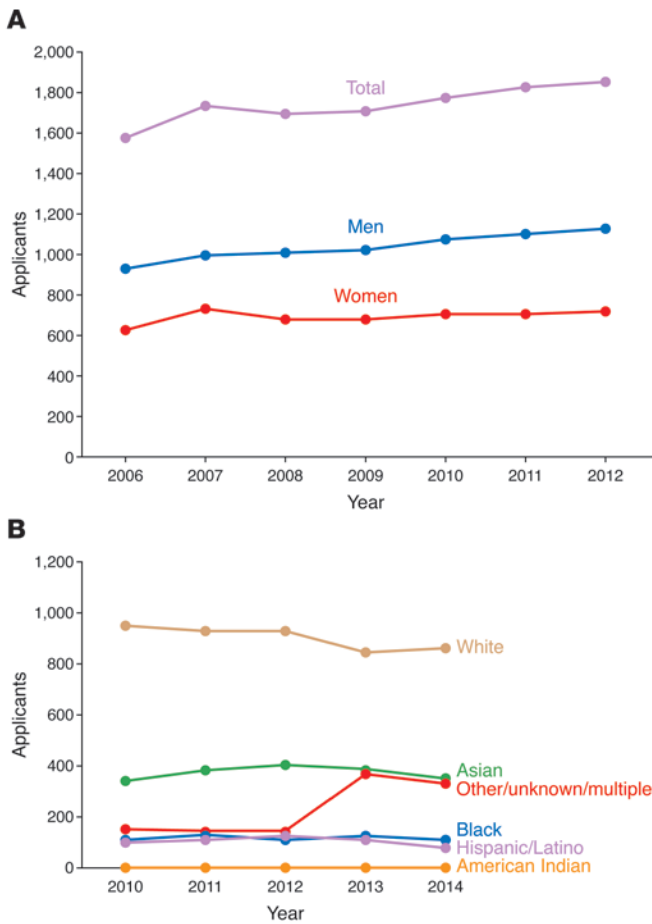 A
2,000
1,800
1,600
1,400
1,200
1,000
800
600
400
200
0
Applicants
Total
Men
Women
2006 2007 2008 2009 2010 2011 2012
Year
B
1,200
1,000
800
600
400
200
0
Applicants
White
Asian
Other/unknown/multiple
Black
Hispanic/Latino
American Indian
2010 2011 2012 2013 2014
Year